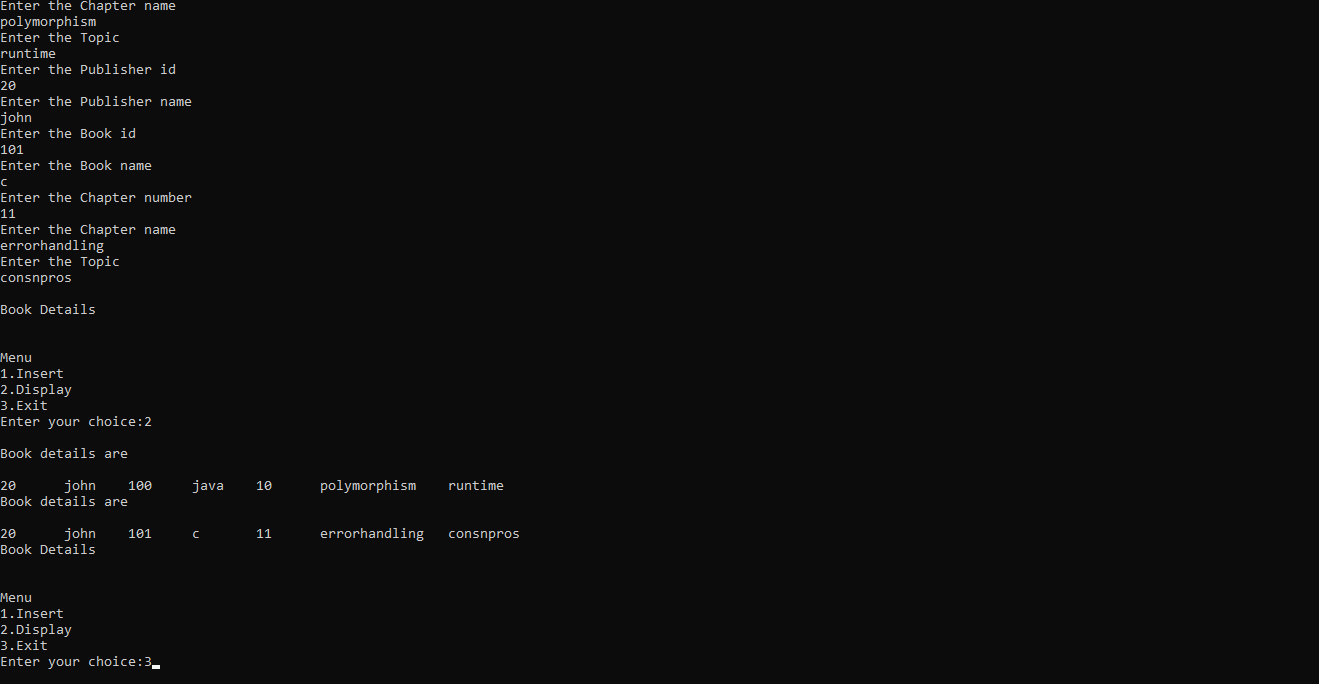 Enter the Chapter name
polymorphism
Enter the Topic
runtime
Enter the Publisher id
20
Enter the Publisher name
john
Enter the Book id
101
Enter the Book name
c
Enter the Chapter number
11
Enter the Chapter name
errorhandling
Enter the Topic
consnpros
Book Details
Menu
1.Insert
2.Display
3.Exit
Enter your choice:2
Book details are
20 john 100 java 10 polymorphism runtime
Book details are
20 john 101 c 11 errorhandling consnpros
Book Details
Menu
1.Insert
2.Display
3.Exit
Enter your choice:3